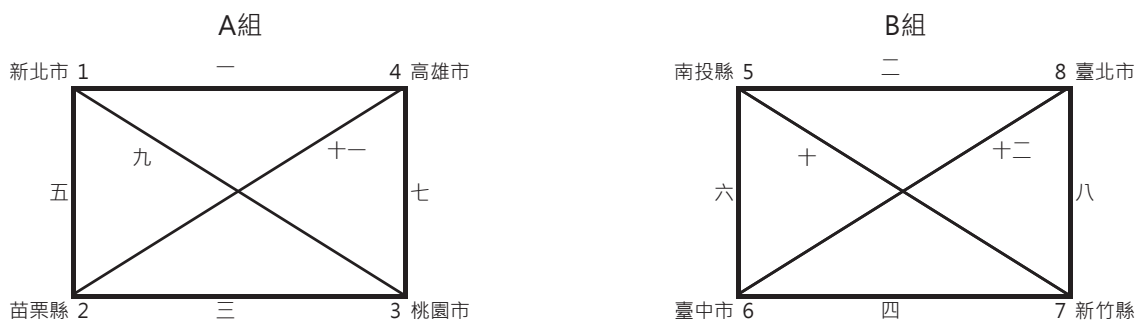 A組
B組
新北市 1 一 4 高雄市
南投縣 5 二 8 臺北市
九 十一
十 十二
五 七
六 八
苗栗縣 2 三 3 桃園市
臺中市 6 四 7 新竹縣